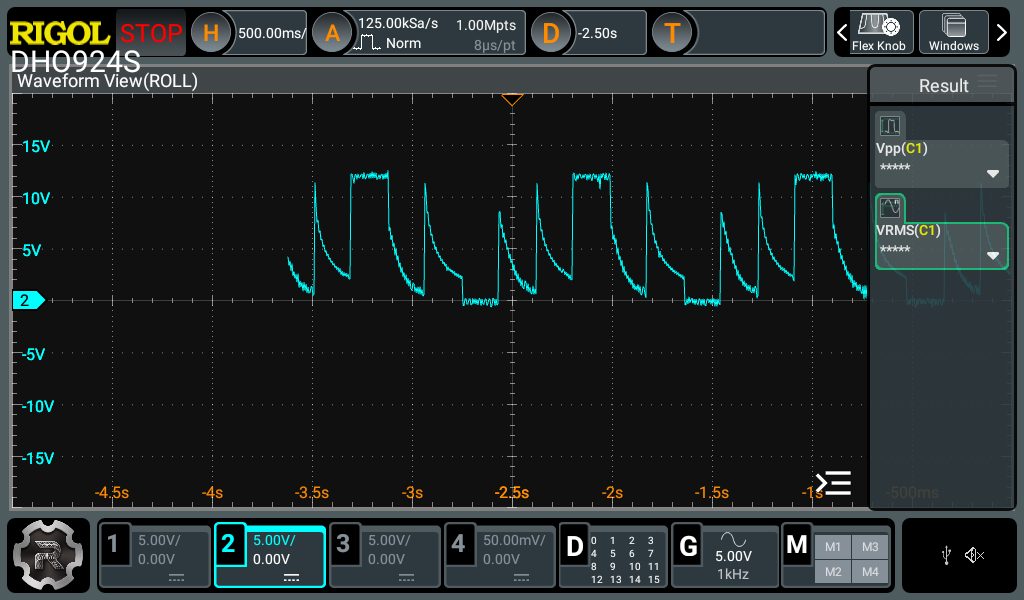 RIGOL STOP H 500.00ms/ A 125.00kSa/s 1.00Mpts D -2.50s T
Norm 8µs/pt
Flex Knob Windows
DHO924S
Waveform View(ROLL)
Result
Vpp(C1)
*****
VRMS(C1)
*****
15V
10V
5V
2
-5V
-10V
-15V
-4.5s -4s -3.5s -3s -2.5s -2s -1.5s -1s -500ms
1 5.00V/ 0.00V
2 5.00V/ 0.00V
3 5.00V/ 0.00V
4 50.00mV/ 0.00V
D 0 1 2 3
4 5 6 7
8 9 10 11
12 13 14 15
G 5.00V 1kHz
M M1 M3
M2 M4
R